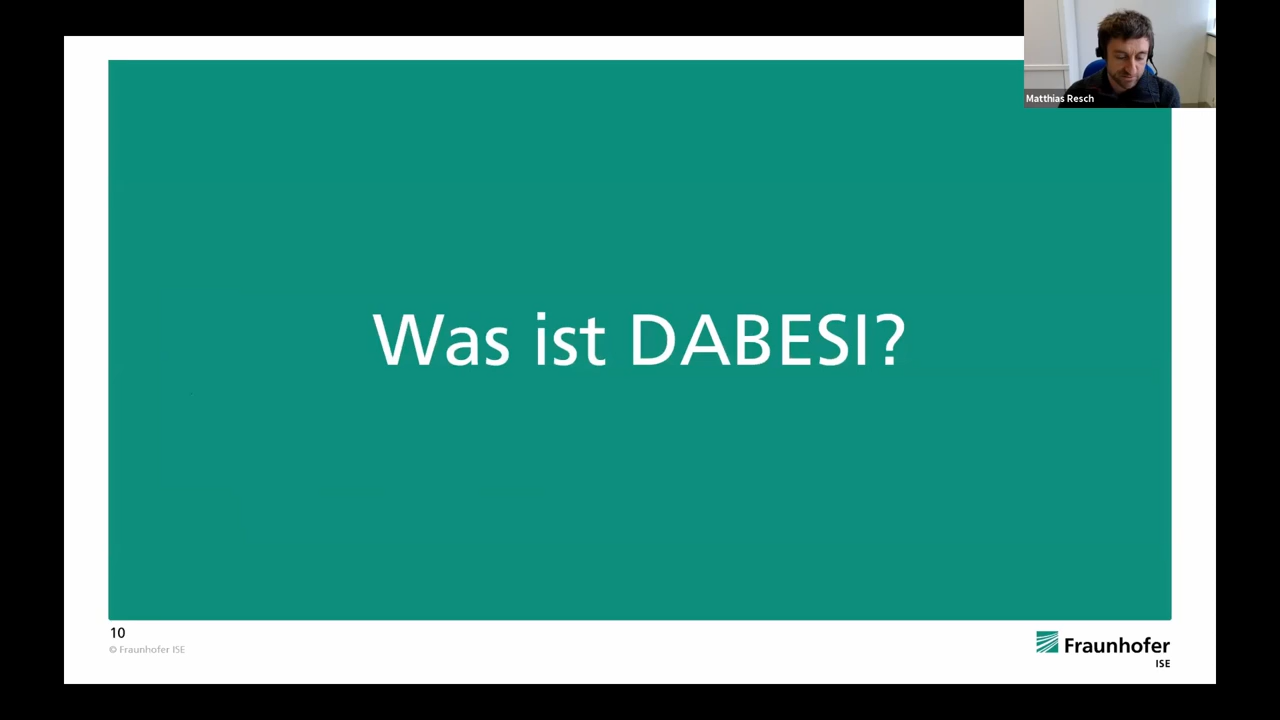 Matthias Resch
Was ist DABESI?
10
© Fraunhofer ISE
Fraunhofer
ISE